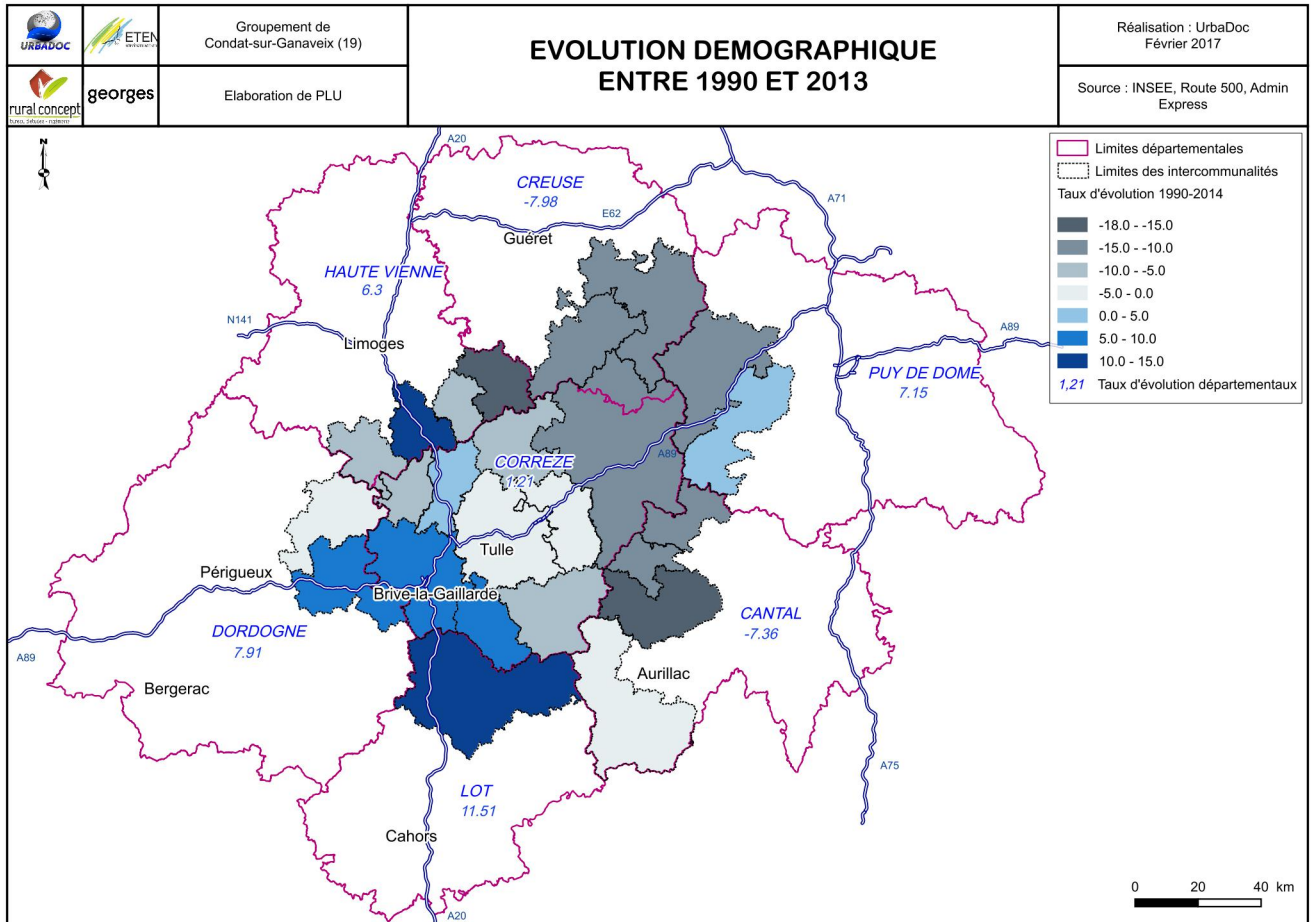 URBADOC
ETEN
Groupement de
Condat-sur-Ganaveix (19)
EVOLUTION DEMOGRAPHIQUE
ENTRE 1990 ET 2013
Réalisation : UrbaDoc
Février 2017
rural concept
georges
Elaboration de PLU
Source : INSEE, Route 500, Admin
Express
N
Limites départementales
Limites des intercommunalités
Taux d'évolution 1990-2014
-18.0 - -15.0
-15.0 - -10.0
-10.0 - -5.0
-5.0 - 0.0
0.0 - 5.0
5.0 - 10.0
10.0 - 15.0
1,21 Taux d'évolution départementaux
A20
CREUSE
-7.98
E62
A71
Guéret
HAUTE VIENNE
6.3
N141
Limoges
A89
PUY DE DOME
7.15
CORREZE
1.21
A89
Tulle
Périgueux
Brive-la-Gaillarde
DORDOGNE
7.91
CANTAL
-7.36
A89
Bergerac
Aurillac
A75
LOT
11.51
Cahors
A20
0 20 40 km